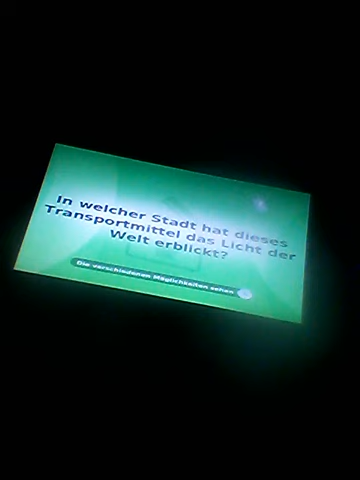 In welcher Stadt hat dieses
Transportmittel das Licht der
Welt erblickt?
Die verschiedenen Möglichkeiten sehen